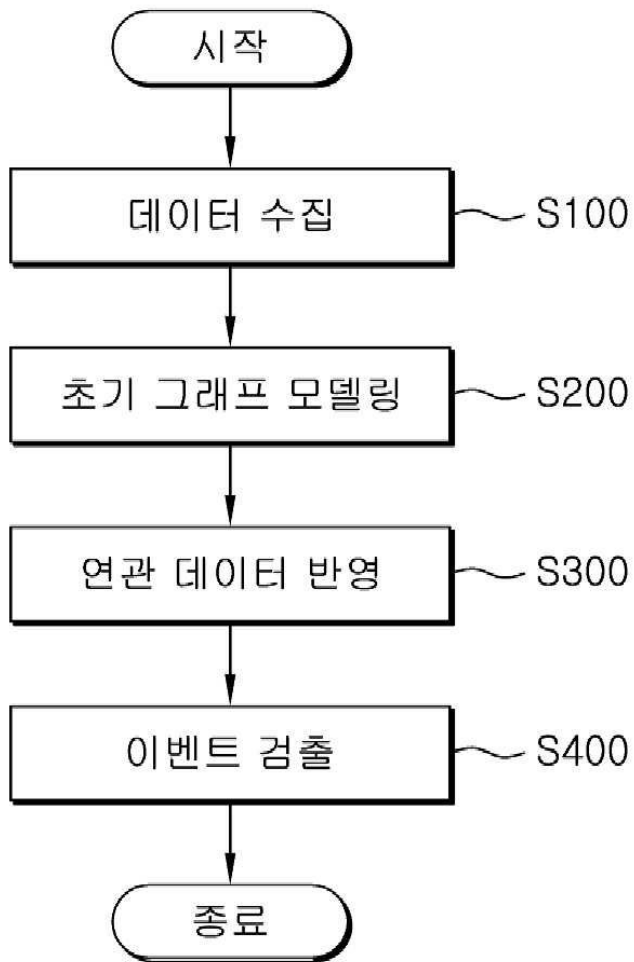 시작
데이터 수집 S100
초기 그래프 모델링 S200
연관 데이터 반영 S300
이벤트 검출 S400
종료